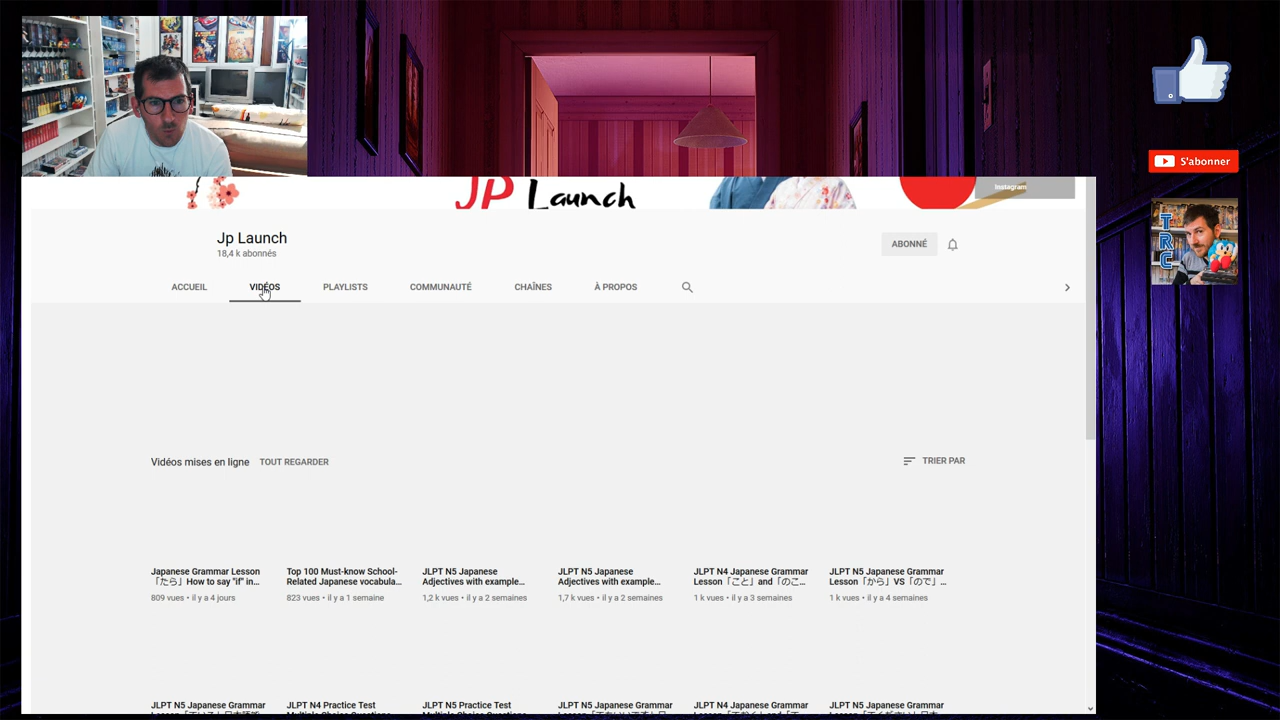 JP Launch
Instagram
S'abonner
TRC
Jp Launch
18,4 k abonnés
ABONNÉ
ACCUEIL VIDÉOS PLAYLISTS COMMUNAUTÉ CHAÎNES À PROPOS
Vidéos mises en ligne TOUT REGARDER TRIER PAR
Japanese Grammar Lesson
「たら」How to say "if" in...
809 vues • il y a 4 jours
Top 100 Must-know School-
Related Japanese vocabula...
823 vues • il y a 1 semaine
JLPT N5 Japanese
Adjectives with example...
1,2 k vues • il y a 2 semaines
JLPT N5 Japanese
Adjectives with example...
1,7 k vues • il y a 2 semaines
JLPT N4 Japanese Grammar
Lesson「こと」and「のこ...
1 k vues • il y a 3 semaines
JLPT N5 Japanese Grammar
Lesson「から」VS「ので」...
1 k vues • il y a 4 semaines
JLPT N5 Japanese Grammar
JLPT N4 Practice Test
Multiple Choice Questions
JLPT N5 Practice Test
Multiple Choice Questions
JLPT N5 Japanese Grammar
JLPT N4 Japanese Grammar
JLPT N5 Japanese Grammar